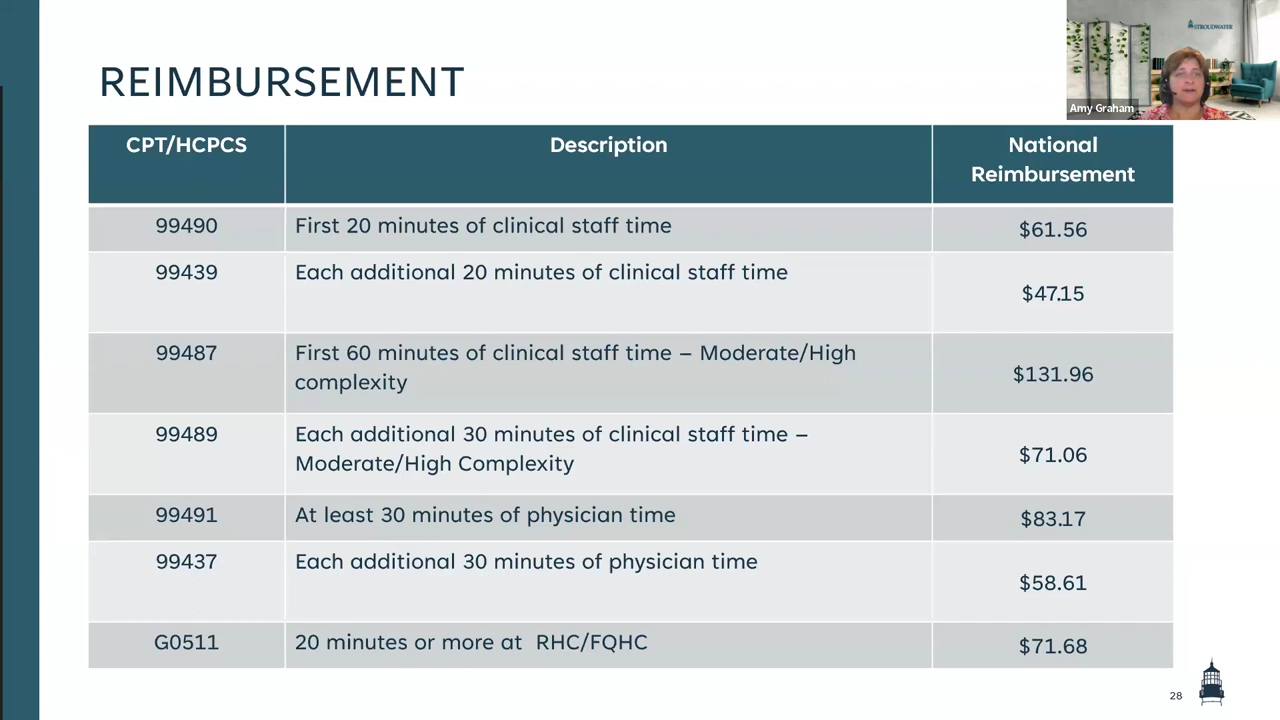 STROUDWATER
Amy Graham
REIMBURSEMENT
CPT/HCPCS
Description
National
Reimbursement
99490
First 20 minutes of clinical staff time
$61.56
99439
Each additional 20 minutes of clinical staff time
$47.15
99487
First 60 minutes of clinical staff time – Moderate/High
complexity
$131.96
99489
Each additional 30 minutes of clinical staff time –
Moderate/High Complexity
$71.06
99491
At least 30 minutes of physician time
$83.17
99437
Each additional 30 minutes of physician time
$58.61
G0511
20 minutes or more at RHC/FQHC
$71.68
28